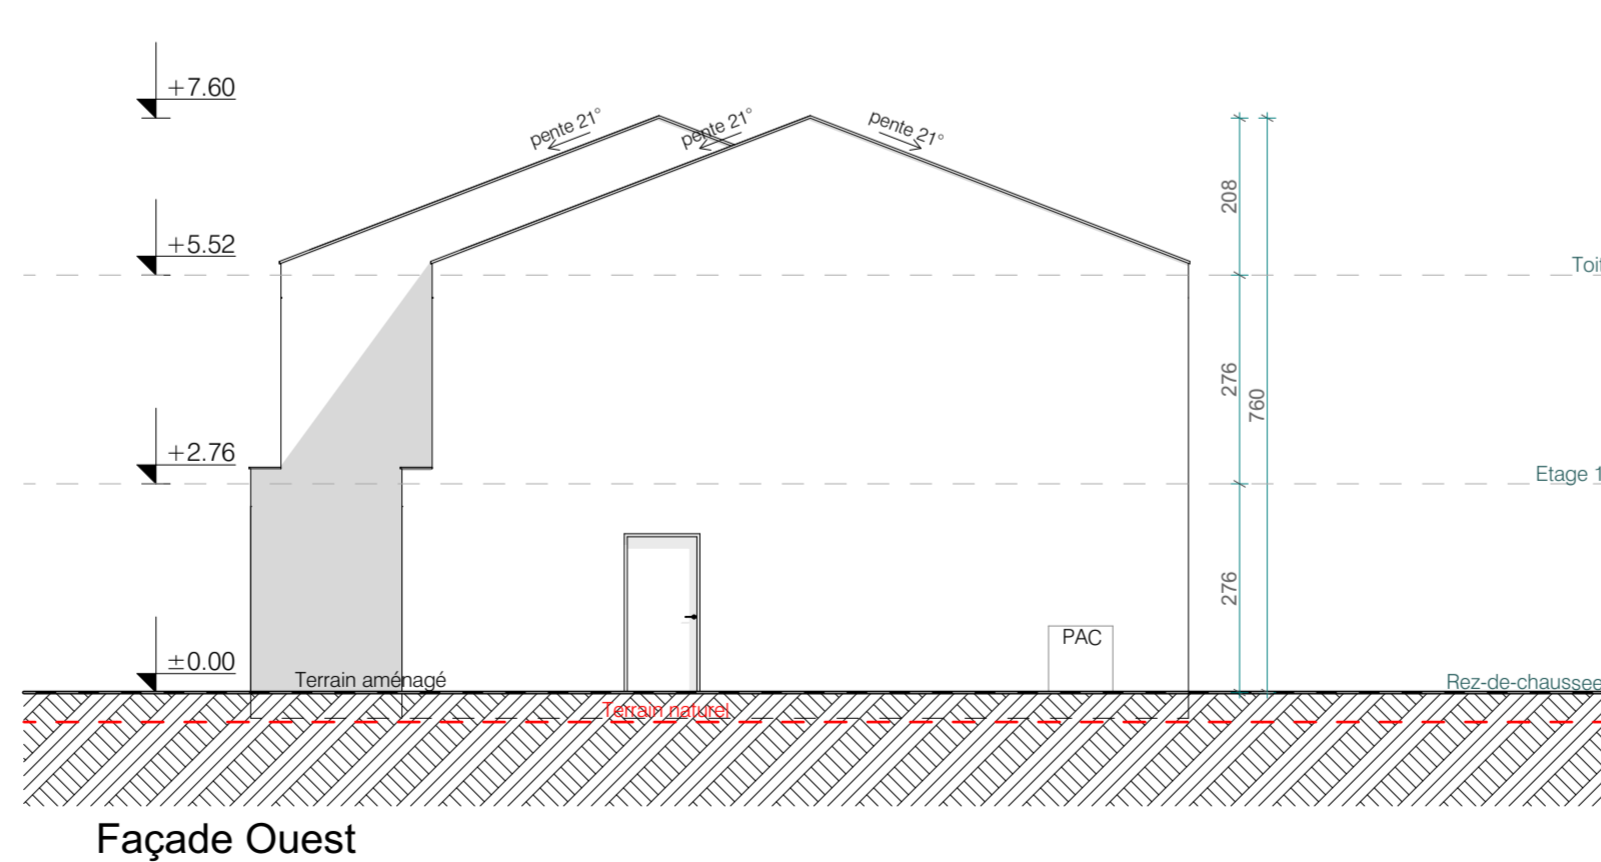 +7.60
pente 21°
pente 21°
pente 21°
208
+5.52
Toit
276
760
+2.76
Etage 1
276
PAC
±0.00
Terrain aménagé
Rez-de-chaussee
Terrain naturel
Façade Ouest